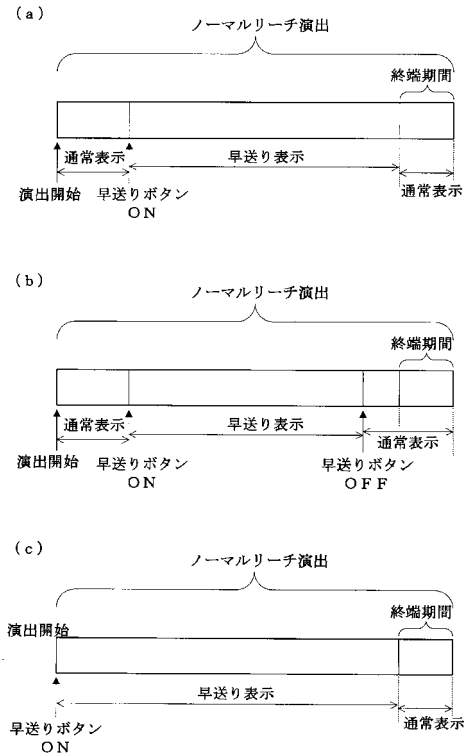 (a)
ノーマルリーチ演出
終端期間
通常表示
早送り表示
通常表示
演出開始
早送りボタン
ON
(b)
ノーマルリーチ演出
終端期間
通常表示
早送り表示
通常表示
演出開始
早送りボタン
ON
早送りボタン
OFF
(c)
ノーマルリーチ演出
終端期間
演出開始
早送り表示
通常表示
早送りボタン
ON